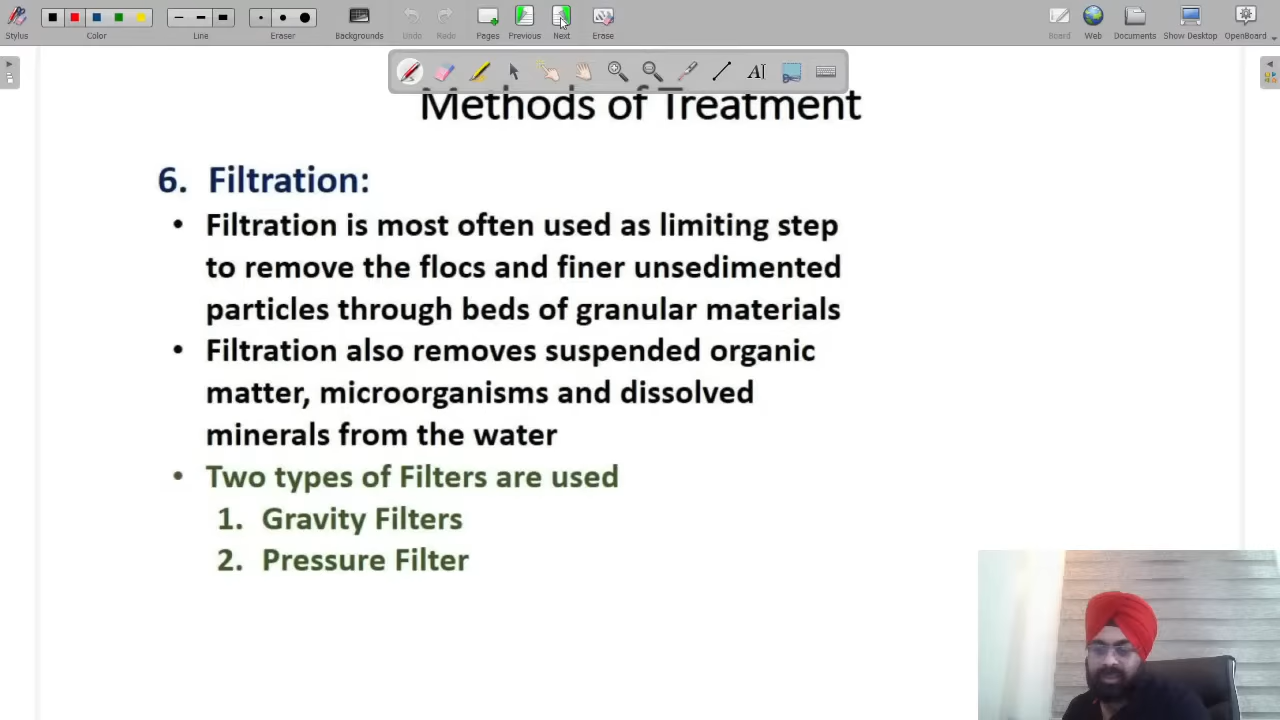 Stylus
Color
Line
Eraser
Backgrounds
Undo
Redo
Pages
Previous
Next
Erase
Board
Web
Documents
Show Desktop
OpenBoard
Methods of Treatment
6. Filtration:
• Filtration is most often used as limiting step
to remove the flocs and finer unsedimented
particles through beds of granular materials
• Filtration also removes suspended organic
matter, microorganisms and dissolved
minerals from the water
• Two types of Filters are used
1. Gravity Filters
2. Pressure Filter